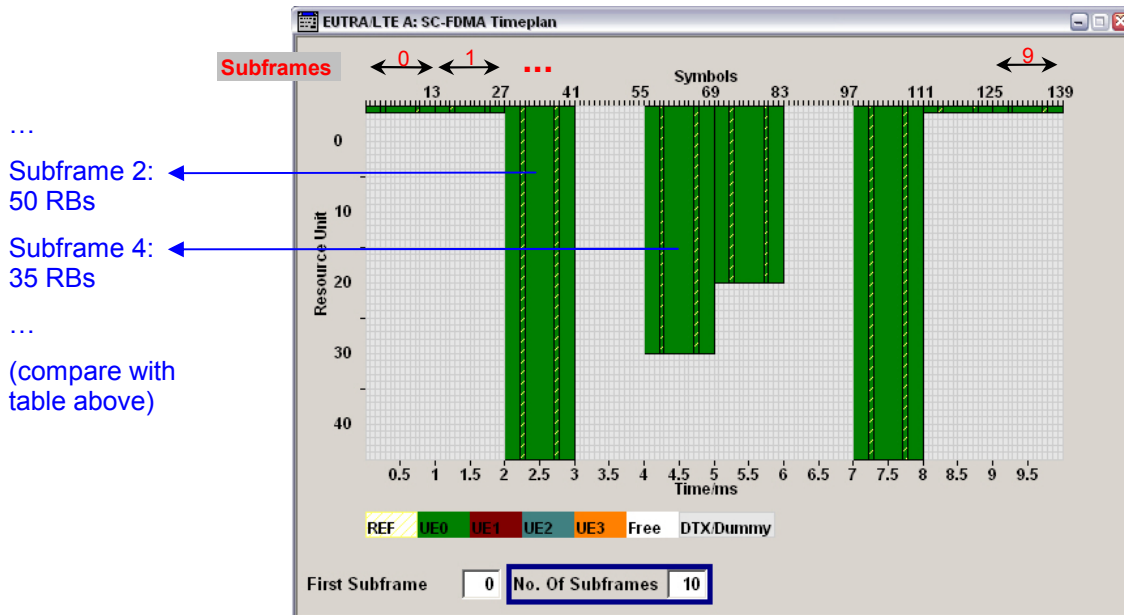 EUTRA/LTE A: SC-FDMA Timeplan
Subframes 0 1 ... 9
Symbols
13 27 41 55 69 83 97 111 125 139
…
Subframe 2:
50 RBs
Subframe 4:
35 RBs
…
(compare with
table above)
Resource Unit
0
10
20
30
40
0.5 1 1.5 2 2.5 3 3.5 4 4.5 5 5.5 6 6.5 7 7.5 8 8.5 9 9.5
Time/ms
REF UE0 UE1 UE2 UE3 Free DTX/Dummy
First Subframe 0 No. Of Subframes 10